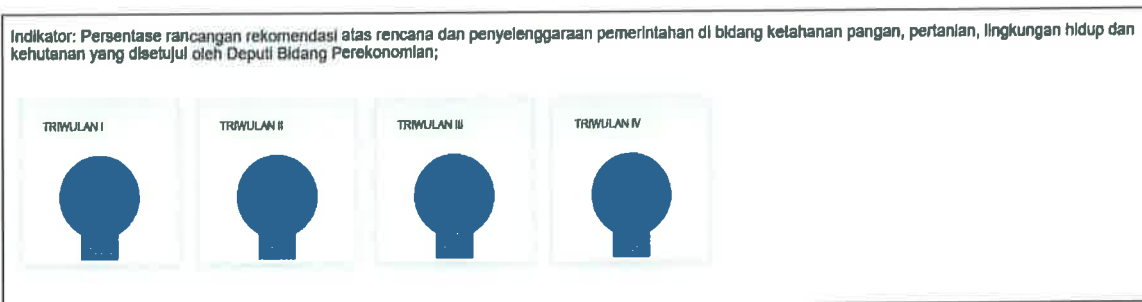 Indikator: Persentase rancangan rekomendasi atas rencana dan penyelenggaraan pemerintahan di bidang ketahanan pangan, pertanian, lingkungan hidup dan
kehutanan yang disetujui oleh Deputi Bidang Perekonomian;
TRIWULAN I TRIWULAN II TRIWULAN III TRIWULAN IV